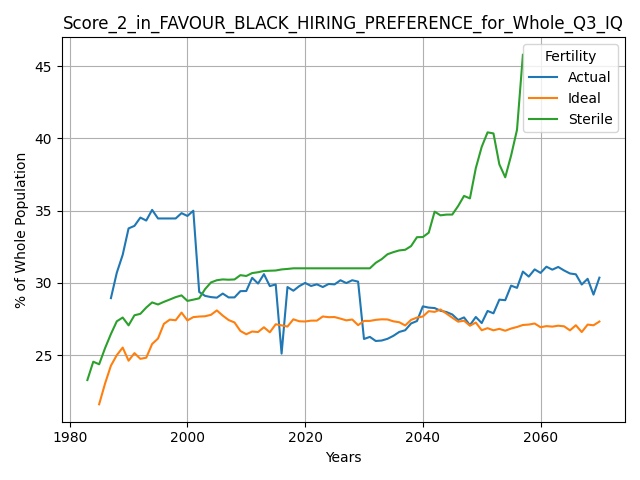 Score_2_in_FAVOUR_BLACK_HIRING_PREFERENCE_for_Whole_Q3_IQ
Fertility
Actual
Ideal
Sterile
% of Whole Population
45
40
35
30
25
1980
2000
2020
2040
2060
Years